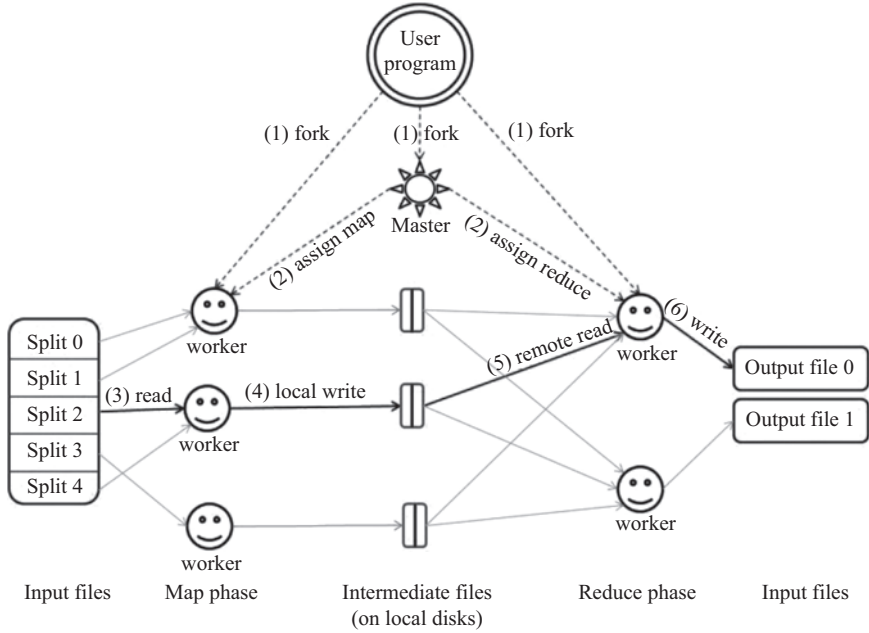 User
program
(1) fork
(1) fork
(1) fork
Master
(2) assign map
(2) assign reduce
worker
worker
Split 0
Split 1
Split 2
Split 3
Split 4
(3) read
(4) local write
(5) remote read
(6) write
Output file 0
Output file 1
worker
worker
worker
Input files
Map phase
Intermediate files
(on local disks)
Reduce phase
Input files